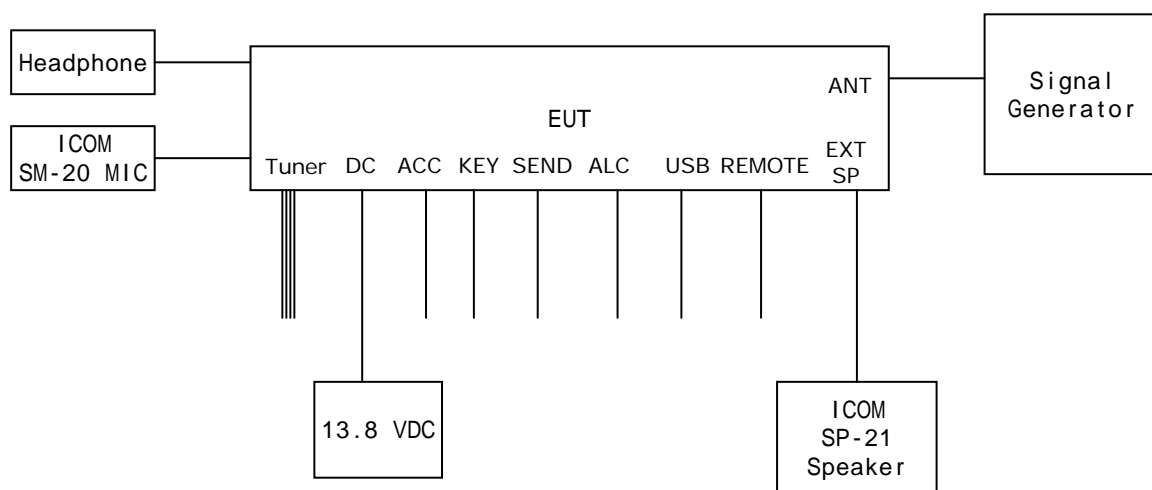 Headphone
ICOM
SM-20 MIC
EUT
ANT
Tuner DC ACC KEY SEND ALC USB REMOTE
EXT
SP
Signal
Generator
13.8 VDC
ICOM
SP-21
Speaker